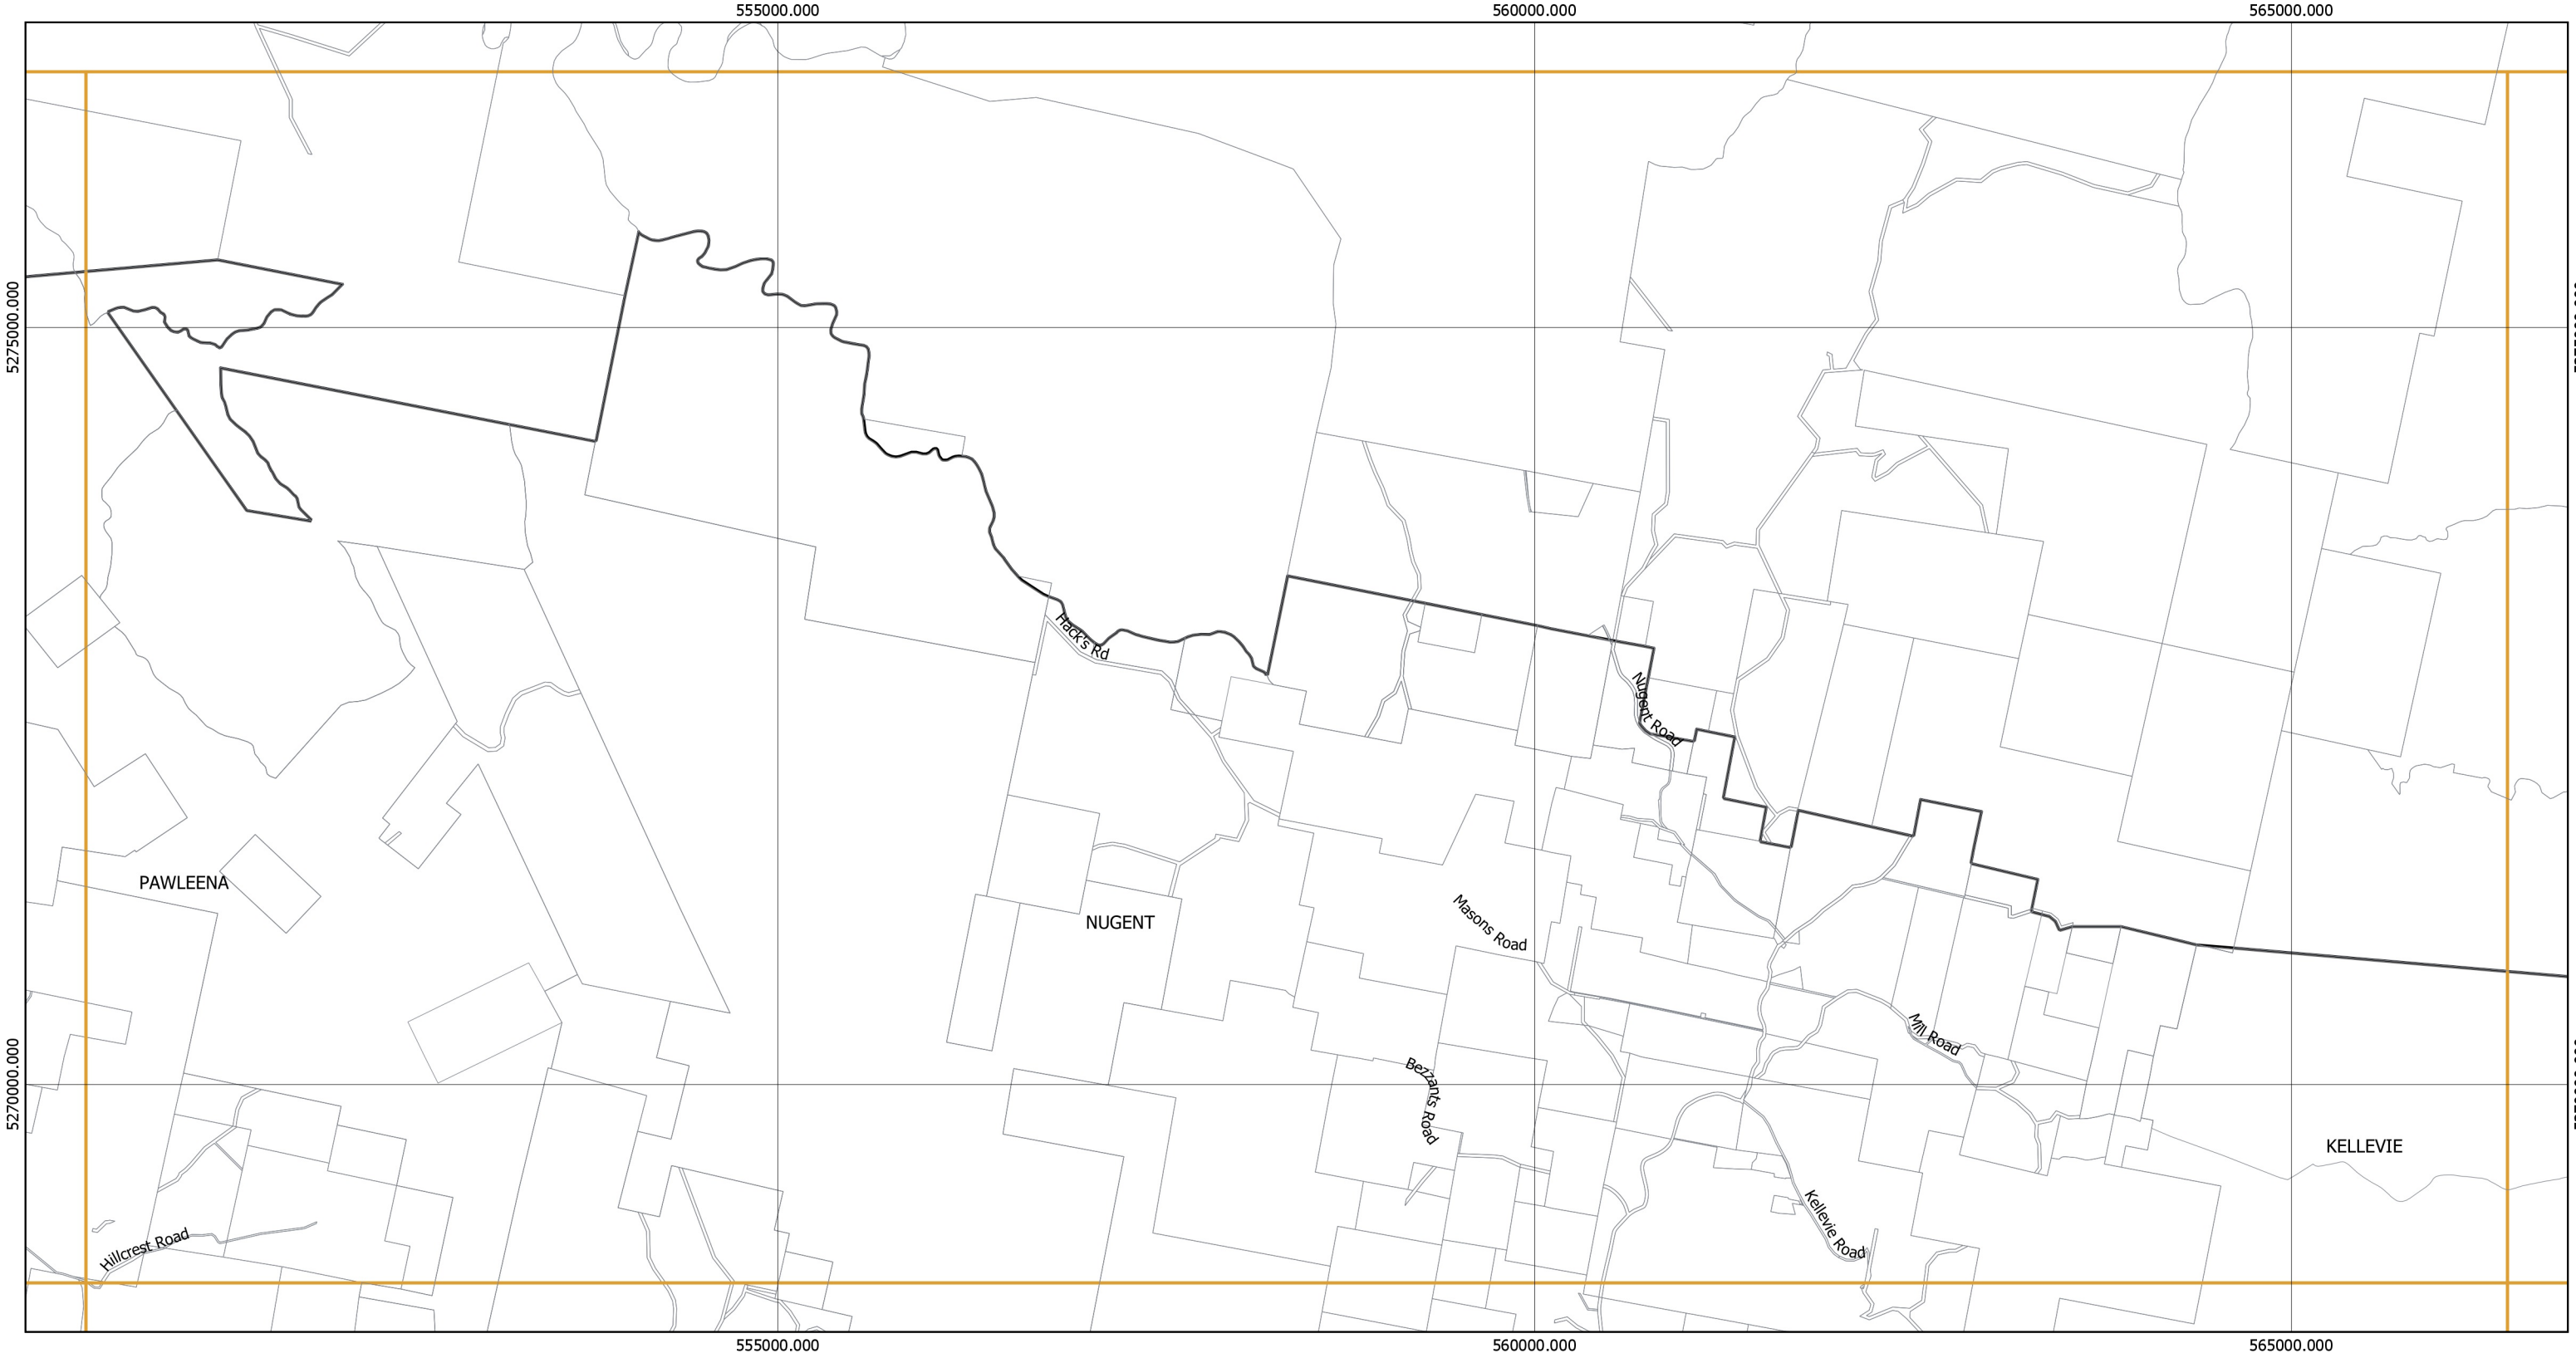 555000.000
560000.000
565000.000
5275000.000
Hack's Rd
Nugent Road
PAWLEENA
NUGENT
Masons Road
Mill Road
5270000.000
Bezzants Road
KELLEVIE
Kellevie Road
Hillcrest Road
555000.000
560000.000
565000.000